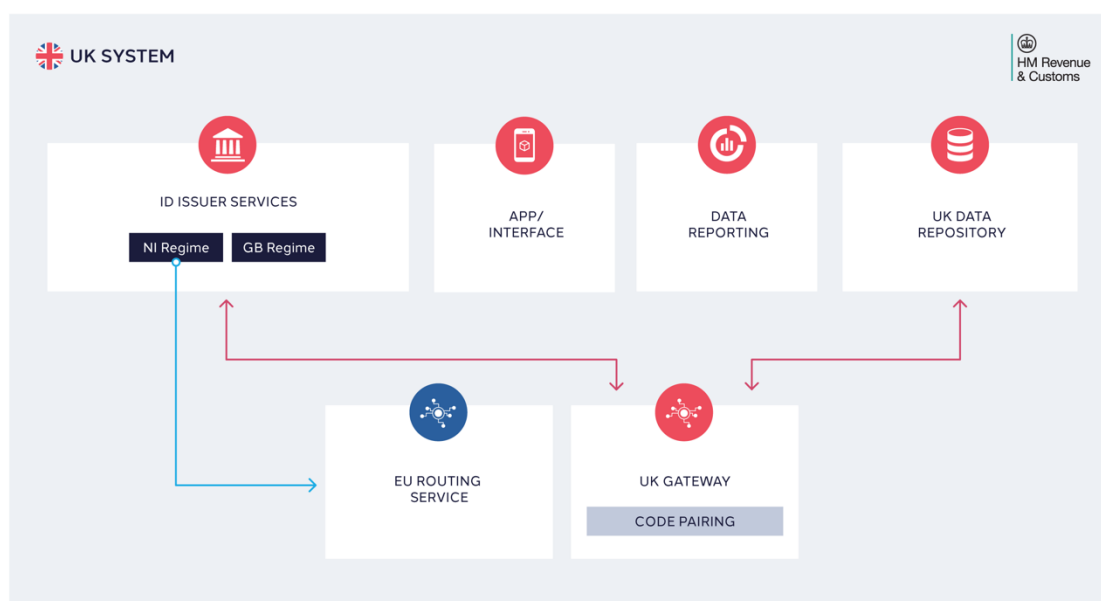 UK SYSTEM
HM Revenue
& Customs
ID ISSUER SERVICES
NI Regime
GB Regime
APP/
INTERFACE
DATA
REPORTING
UK DATA
REPOSITORY
EU ROUTING
SERVICE
UK GATEWAY
CODE PAIRING